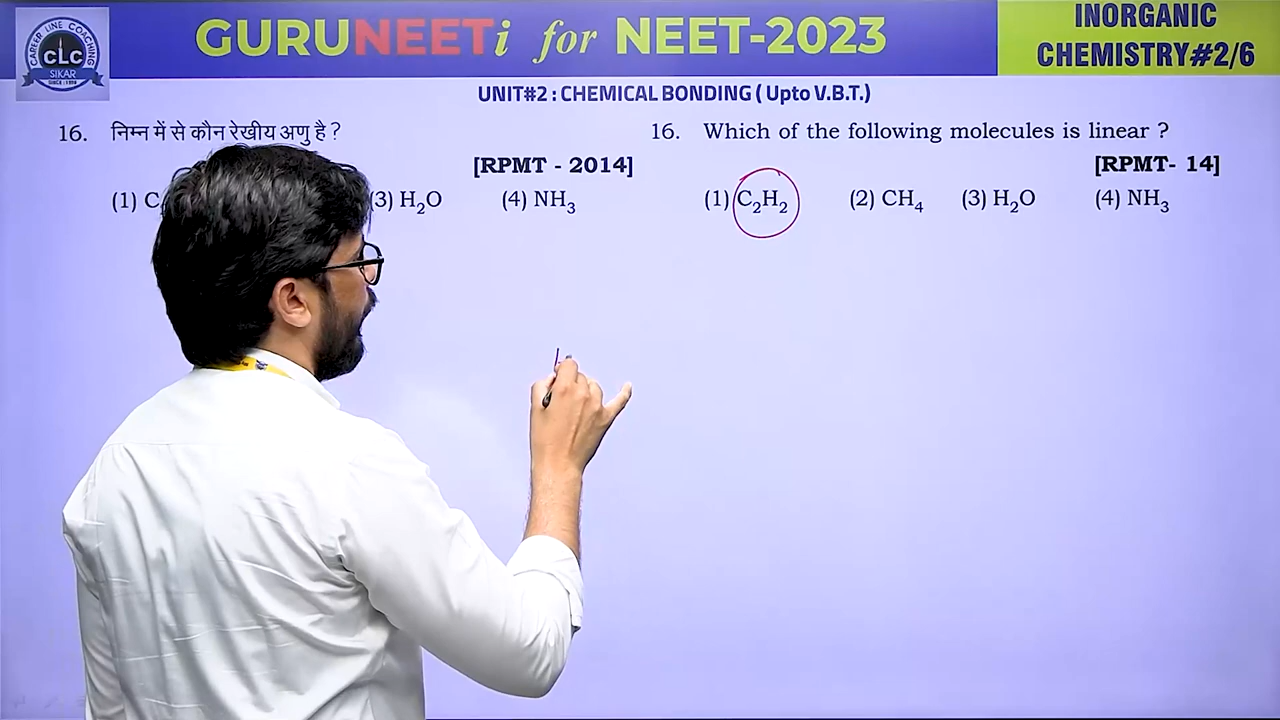 CAREER LINE COACHING
CLC
SIKAR
SINCE : 1996
GURUNEETi for NEET-2023
INORGANIC
CHEMISTRY#2/6
UNIT#2 : CHEMICAL BONDING ( Upto V.B.T.)
16. निम्न में से कौन रेखीय अणु है ?
[RPMT - 2014]
(1) C (3) H₂O (4) NH₃
16. Which of the following molecules is linear ?
[RPMT- 14]
(1) C₂H₂ (2) CH₄ (3) H₂O (4) NH₃